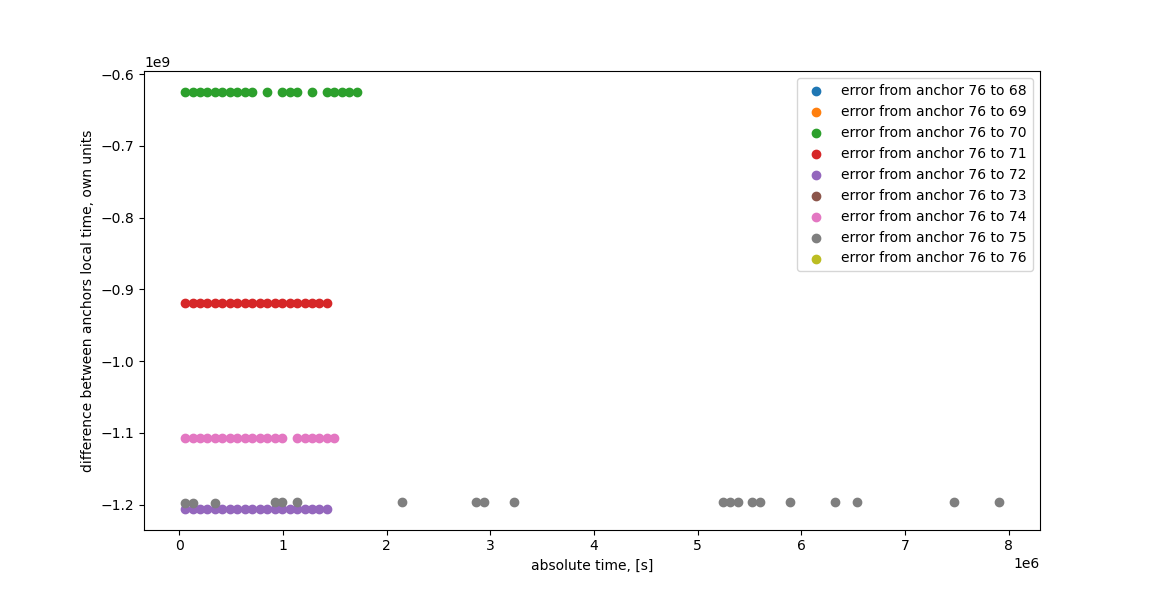 1e9
−0.6
−0.7
−0.8
−0.9
−1.0
−1.1
−1.2
difference between anchors local time, own units
error from anchor 76 to 68
error from anchor 76 to 69
error from anchor 76 to 70
error from anchor 76 to 71
error from anchor 76 to 72
error from anchor 76 to 73
error from anchor 76 to 74
error from anchor 76 to 75
error from anchor 76 to 76
0 1 2 3 4 5 6 7 8
1e6
absolute time, [s]